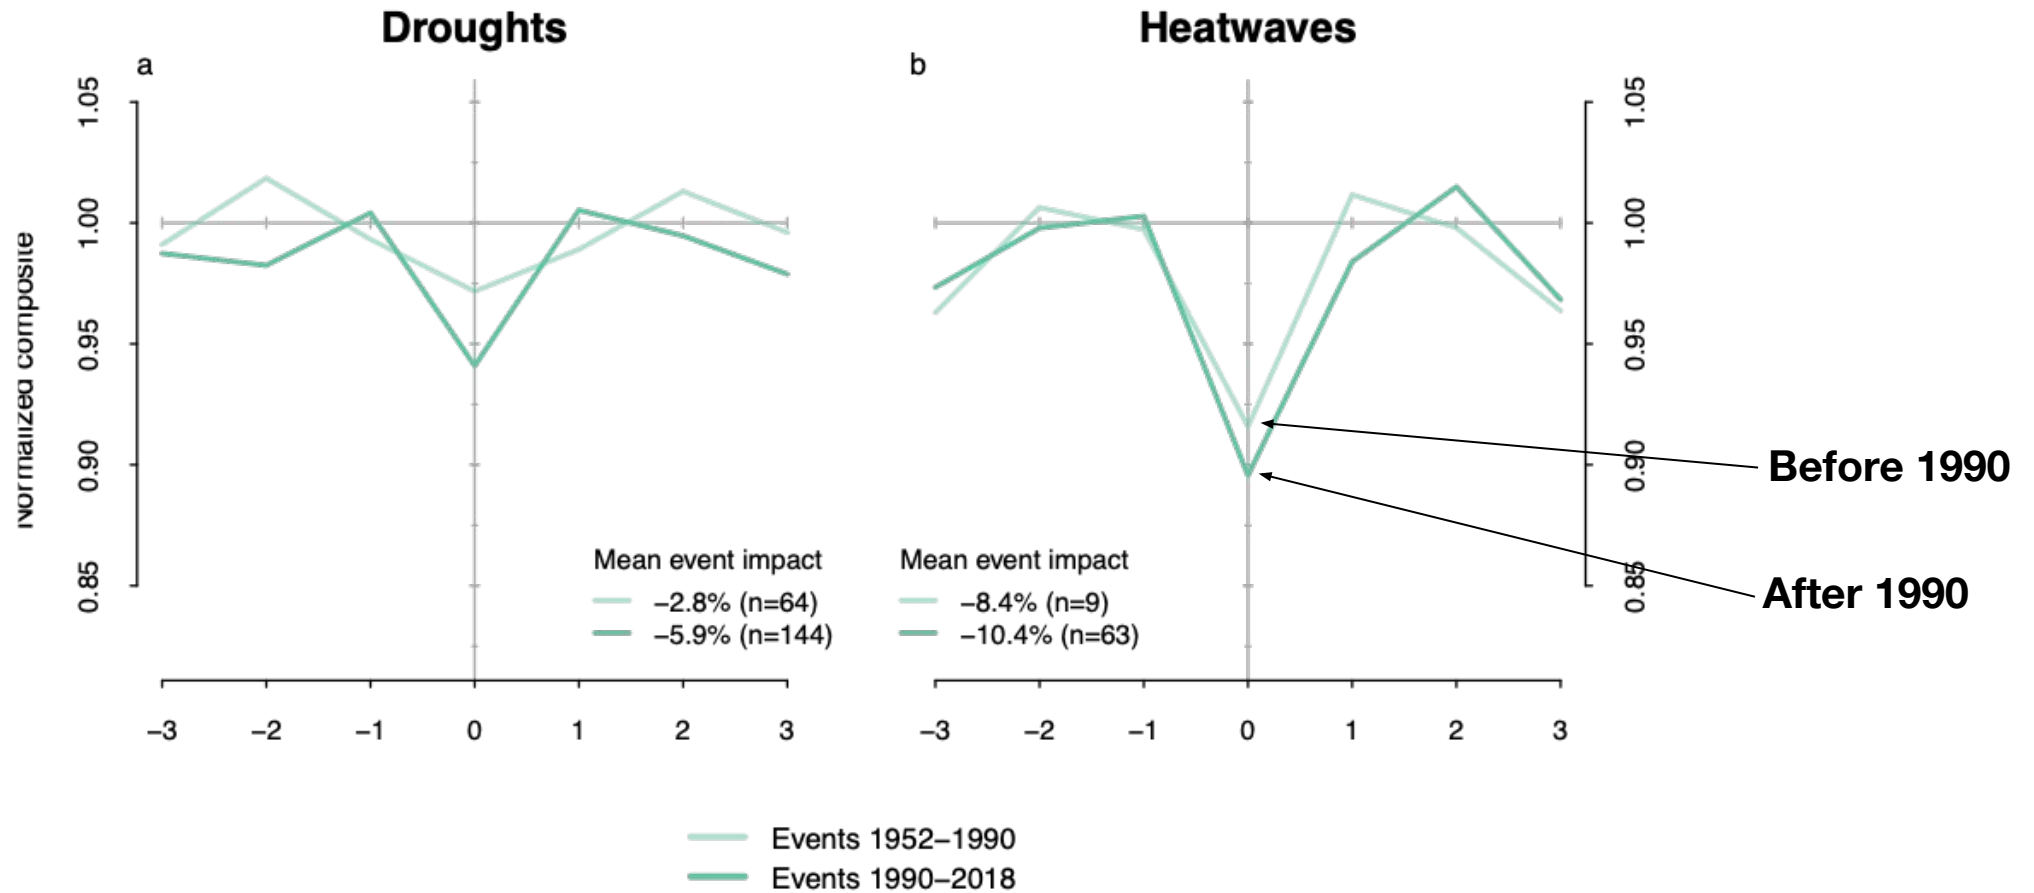 Droughts
Heatwaves
a
b
Normalized composite
1.05
1.00
0.95
0.90
0.85
1.05
1.00
0.95
0.90
0.85
Before 1990
After 1990
Mean event impact
−2.8% (n=64)
−5.9% (n=144)
Mean event impact
−8.4% (n=9)
−10.4% (n=63)
−3 −2 −1 0 1 2 3
−3 −2 −1 0 1 2 3
Events 1952−1990
Events 1990−2018